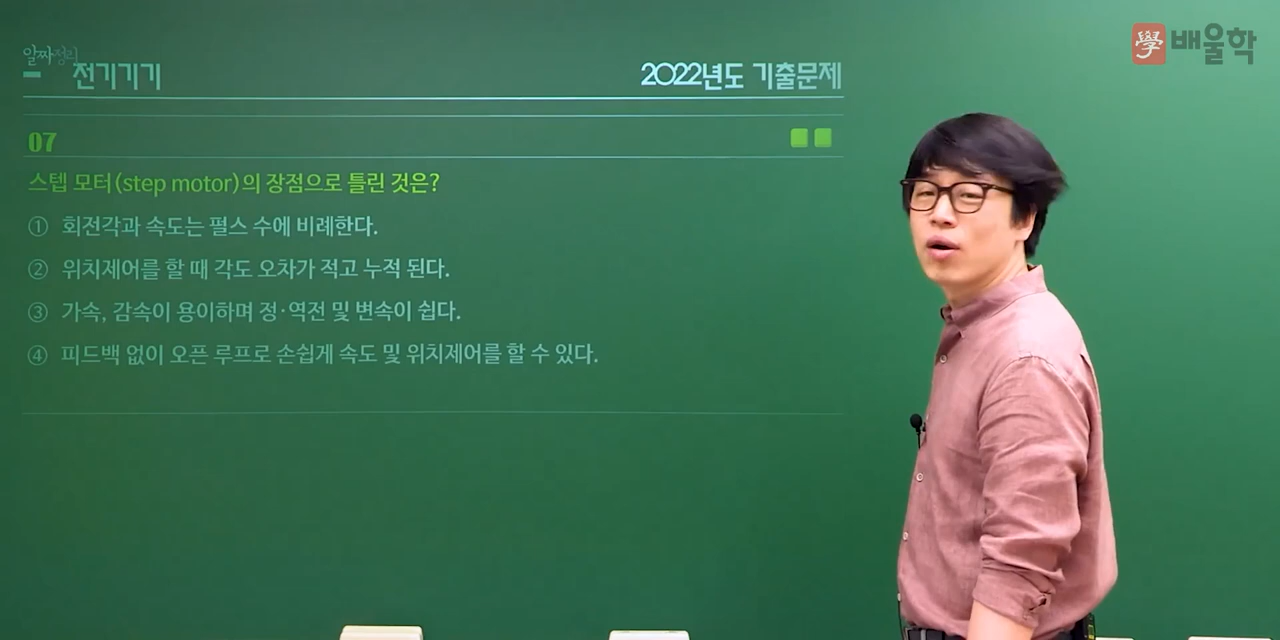 學 배울학
알짜정리
전기기기
2022년도 기출문제
07
스텝 모터(step motor)의 장점으로 틀린 것은?
① 회전각과 속도는 펄스 수에 비례한다.
② 위치제어를 할 때 각도 오차가 적고 누적 된다.
③ 가속, 감속이 용이하며 정·역전 및 변속이 쉽다.
④ 피드백 없이 오픈 루프로 손쉽게 속도 및 위치제어를 할 수 있다.